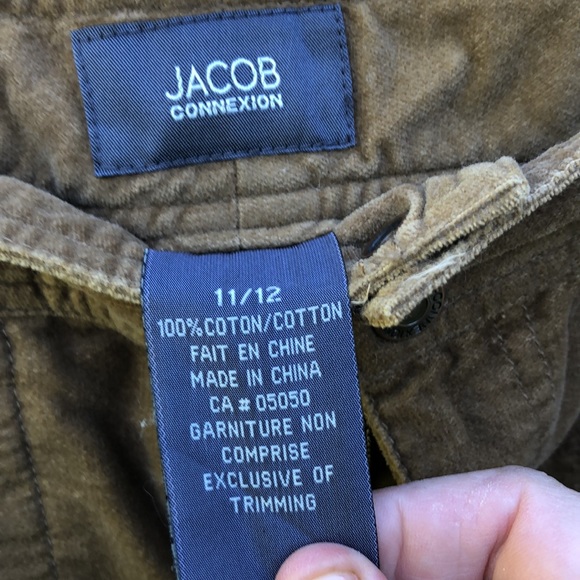 JACOB
CONNEXION
11/12
100%COTON/COTTON
FAIT EN CHINE
MADE IN CHINA
CA # 05050
GARNITURE NON
COMPRISE
EXCLUSIVE OF
TRIMMING